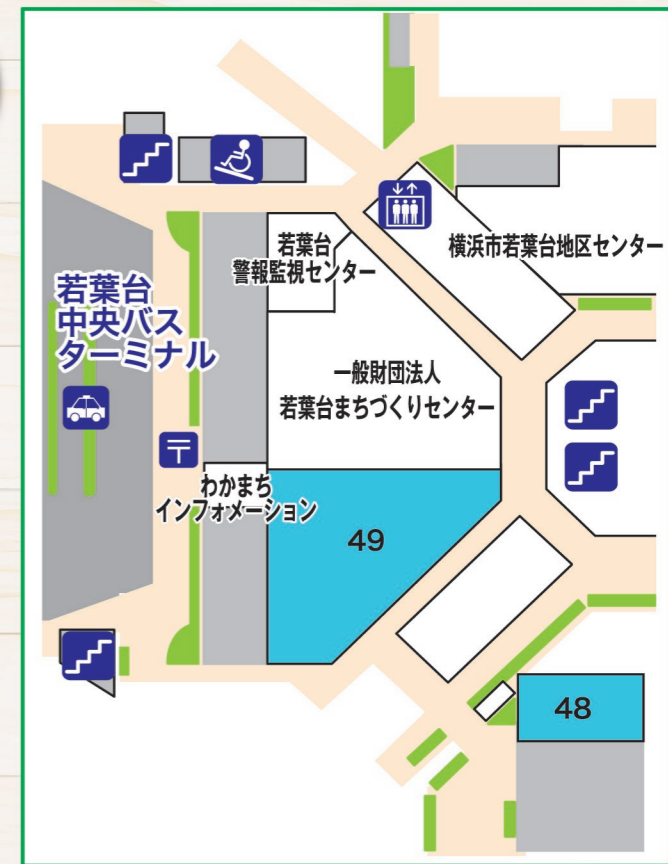 若葉台
警報監視センター
横浜市若葉台地区センター
若葉台
中央バス
ターミナル
一般財団法人
若葉台まちづくりセンター
〒
わかまち
インフォメーション
49
48